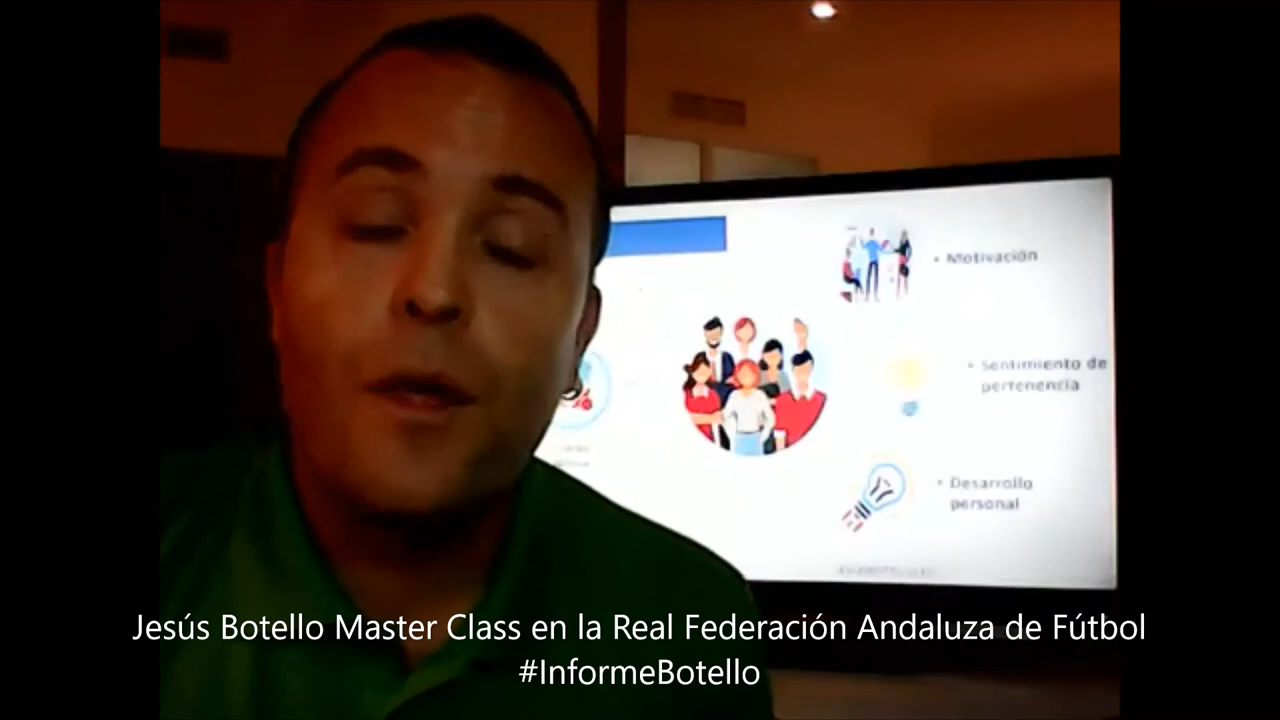 • Motivación
• Sentimiento de
pertenencia
• Desarrollo
personal
Jesús Botello Master Class en la Real Federación Andaluza de Fútbol
#InformeBotello